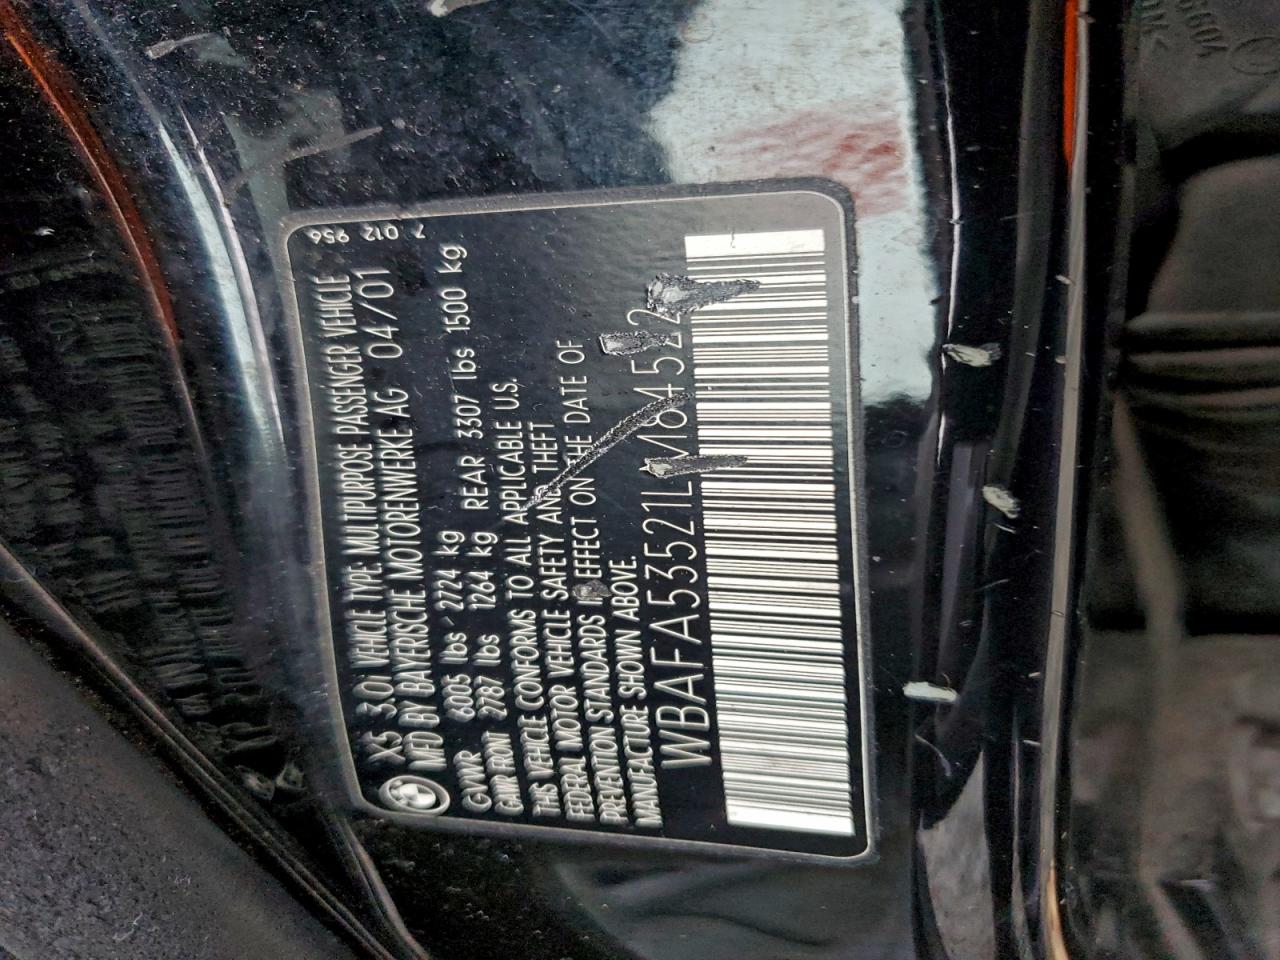 X5 3.0i VEHICLE TYPE: MULTIPURPOSE PASSENGER VEHICLE
MFD BY BAYERISCHE MOTORENWERKE AG 04/01
GVWR 6005 lbs 2724 kg
GAWR FRONT 2787 lbs 1264 kg REAR 3307 lbs 1500 kg
THIS VEHICLE CONFORMS TO ALL APPLICABLE U.S.
FEDERAL MOTOR VEHICLE SAFETY AND THEFT
PREVENTION STANDARDS IN EFFECT ON THE DATE OF
MANUFACTURE SHOWN ABOVE.
WBAFA53521LM84522
7 012 956